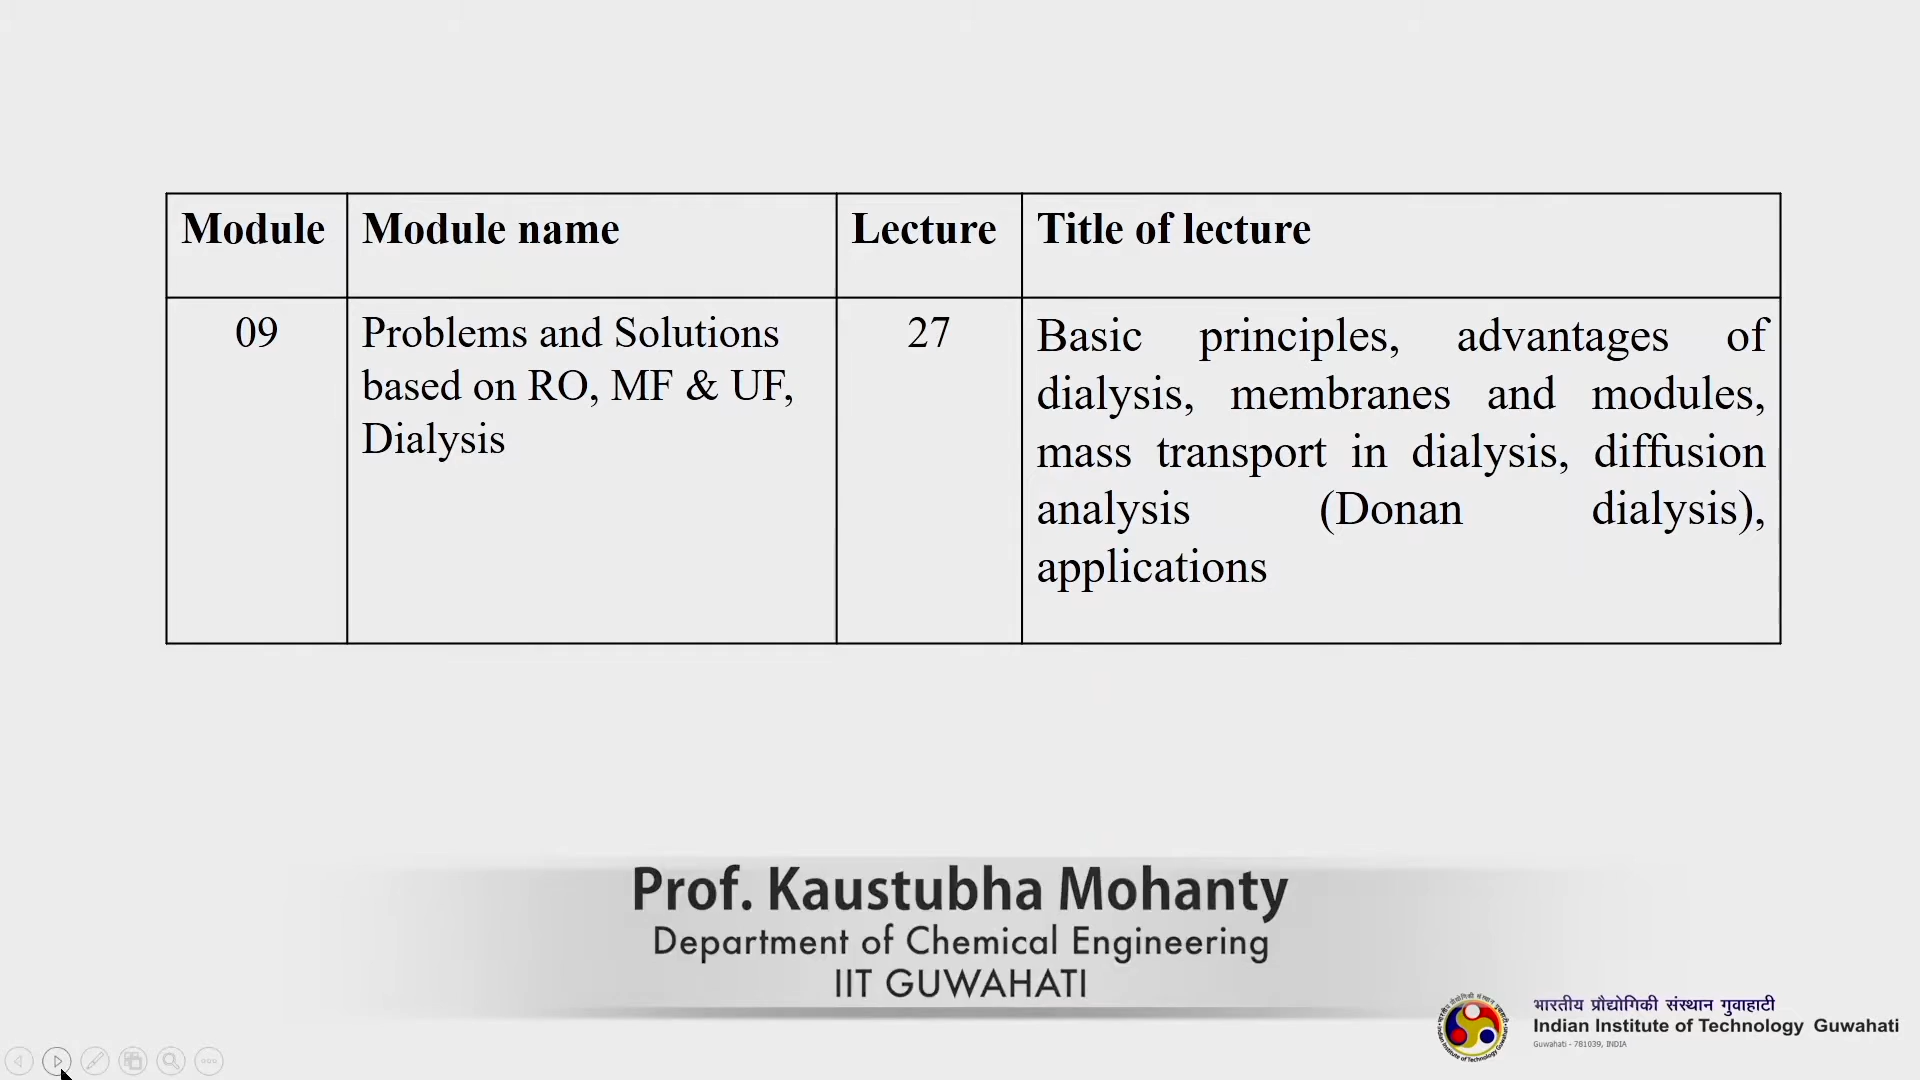 Module
Module name
Lecture
Title of lecture
09
Problems and Solutions
based on RO, MF & UF,
Dialysis
27
Basic principles, advantages of
dialysis, membranes and modules,
mass transport in dialysis, diffusion
analysis (Donan dialysis),
applications
Prof. Kaustubha Mohanty
Department of Chemical Engineering
IIT GUWAHATI
भारतीय प्रौद्योगिकी संस्थान गुवाहाटी
Indian Institute of Technology Guwahati
Guwahati - 781039, INDIA